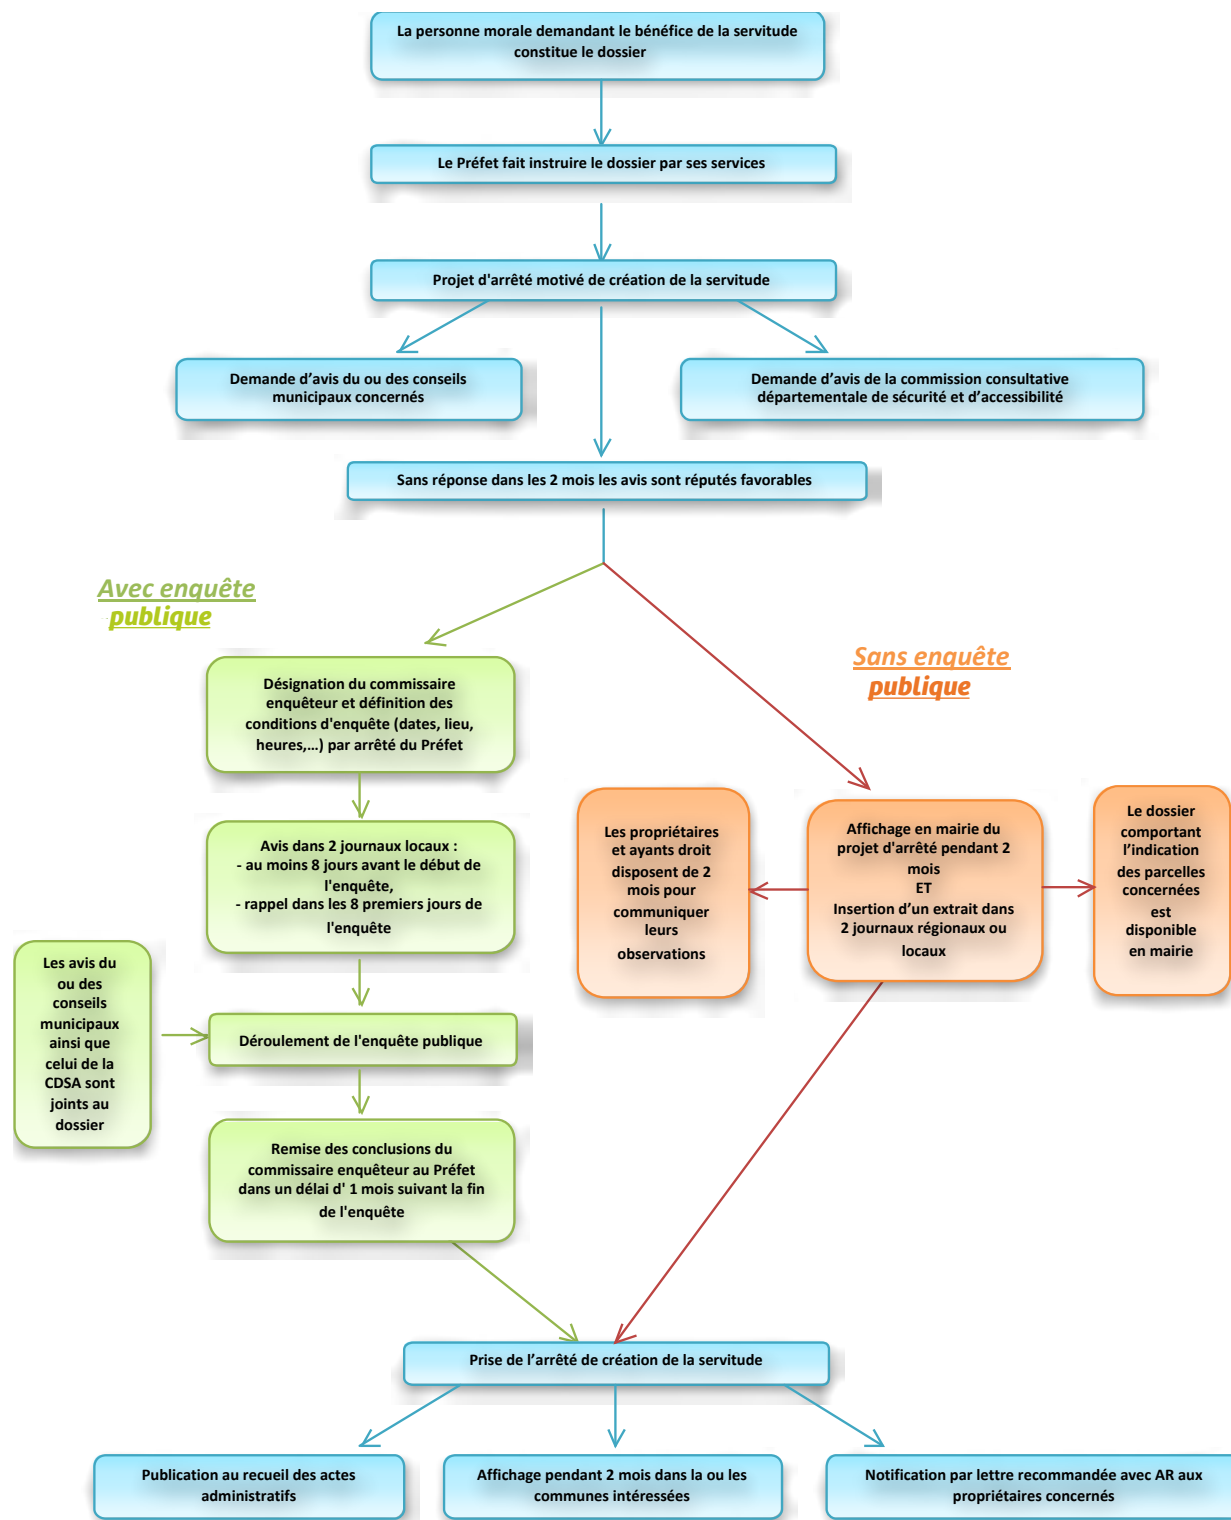 La personne morale demandant le bénéfice de la servitude
constitue le dossier
Le Préfet fait instruire le dossier par ses services
Projet d'arrêté motivé de création de la servitude
Demande d’avis du ou des conseils
municipaux concernés
Demande d’avis de la commission consultative
départementale de sécurité et d’accessibilité
Sans réponse dans les 2 mois les avis sont réputés favorables
Avec enquête
publique
Désignation du commissaire
enquêteur et définition des
conditions d'enquête (dates, lieu,
heures,…) par arrêté du Préfet
Avis dans 2 journaux locaux :
- au moins 8 jours avant le début de
l'enquête,
- rappel dans les 8 premiers jours de
l'enquête
Les avis du
ou des
conseils
municipaux
ainsi que
celui de la
CDSA sont
joints au
dossier
Déroulement de l'enquête publique
Remise des conclusions du
commissaire enquêteur au Préfet
dans un délai d' 1 mois suivant la fin
de l'enquête
Sans enquête
publique
Les propriétaires
et ayants droit
disposent de 2
mois pour
communiquer
leurs
observations
Affichage en mairie du
projet d'arrêté pendant 2
mois
ET
Insertion d’un extrait dans
2 journaux régionaux ou
locaux
Le dossier
comportant
l’indication
des parcelles
concernées
est
disponible
en mairie
Prise de l’arrêté de création de la servitude
Publication au recueil des actes
administratifs
Affichage pendant 2 mois dans la ou les
communes intéressées
Notification par lettre recommandée avec AR aux
propriétaires concernés